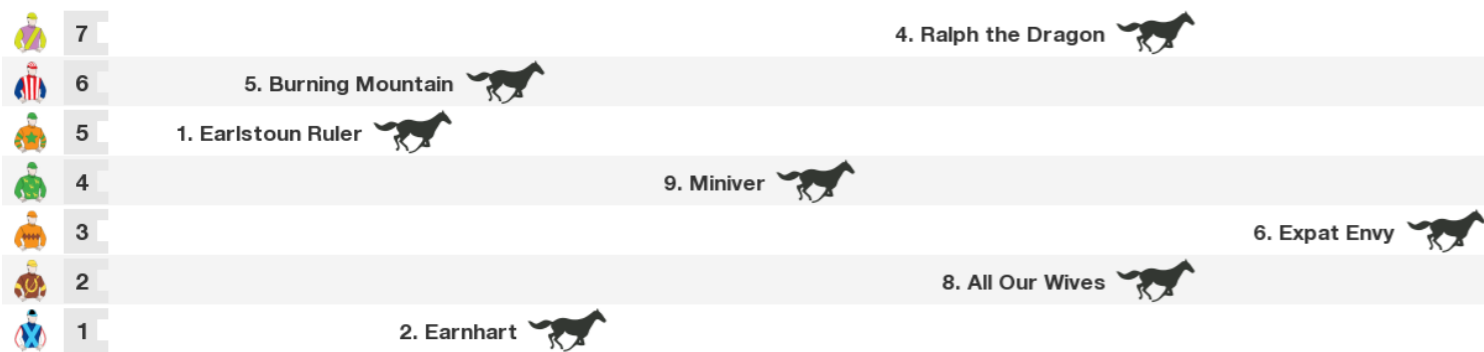 7 4. Ralph the Dragon
6 5. Burning Mountain
5 1. Earlstoun Ruler
4 9. Miniver
3 6. Expat Envy
2 8. All Our Wives
1 2. Earnhart